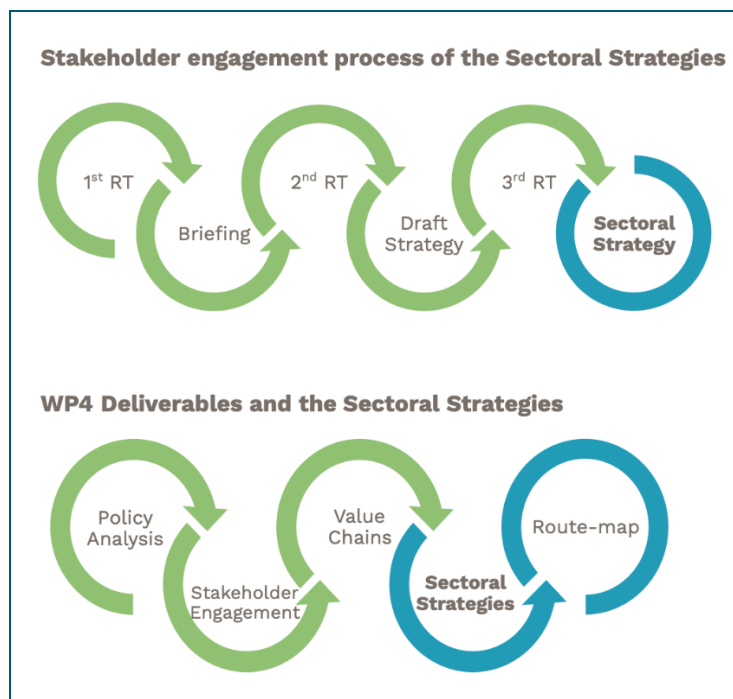 Stakeholder engagement process of the Sectoral Strategies
1st RT
Briefing
2nd RT
Draft
Strategy
3rd RT
Sectoral
Strategy
WP4 Deliverables and the Sectoral Strategies
Policy
Analysis
Stakeholder
Engagement
Value
Chains
Sectoral
Strategies
Route-map